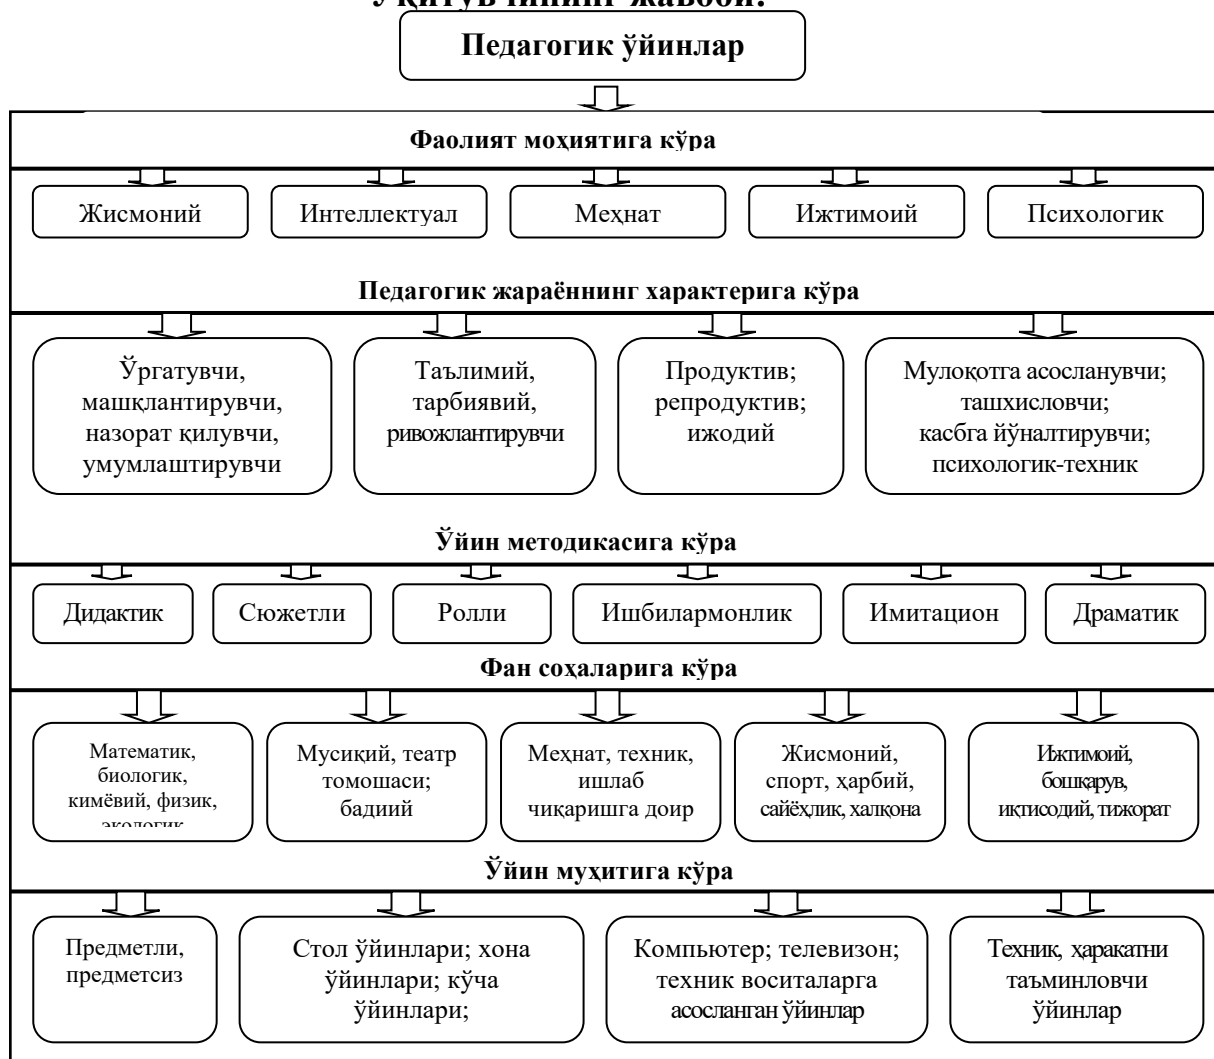 Педагогик ўйинлар
Фаолият моҳиятига кўра
Жисмоний
Интеллектуал
Меҳнат
Ижтимоий
Психологик
Педагогик жараённинг характерига кўра
Ўргатувчи,
машқлантирувчи,
назорат қилувчи,
умумлаштирувчи
Таълимий,
тарбиявий,
ривожлантирувчи
Продуктив;
репродуктив;
ижодий
Мулоқотга асосланувчи;
ташхисловчи;
касбга йўналтирувчи;
психологик-техник
Ўйин методикасига кўра
Дидактик
Сюжетли
Ролли
Ишбилармонлик
Имитацион
Драматик
Фан соҳаларига кўра
Математик,
биологик,
кимёвий, физик,
экологик
Мусиқий, театр
томошаси;
бадиий
Меҳнат, техник,
ишлаб
чиқаришга доир
Жисмоний,
спорт, ҳарбий,
сайёҳлик, халқона
Ижтимоий,
бошқарув,
иқтисодий, тижорат
Ўйин муҳитига кўра
Предметли,
предметсиз
Стол ўйинлари; хона
ўйинлари; кўча
ўйинлари;
Компьютер; телевизон;
техник воситаларга
асосланган ўйинлар
Техник, ҳаракатни
таъминловчи
ўйинлар